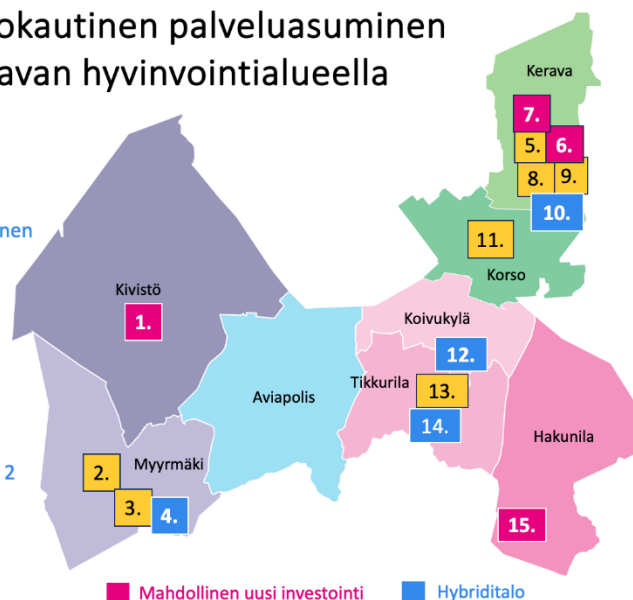 okautinen palveluasuminen
avan hyvinvointialueella
Kerava
7.
5.
6.
8.
9.
nen
10.
11.
Korso
Kivistö
1.
Koivukylä
12.
Tikkurila
13.
Aviapolis
14.
Hakunila
Myyrmäki
2.
2
3.
4.
15.
Mahdollinen uusi investointi
Hybriditalo